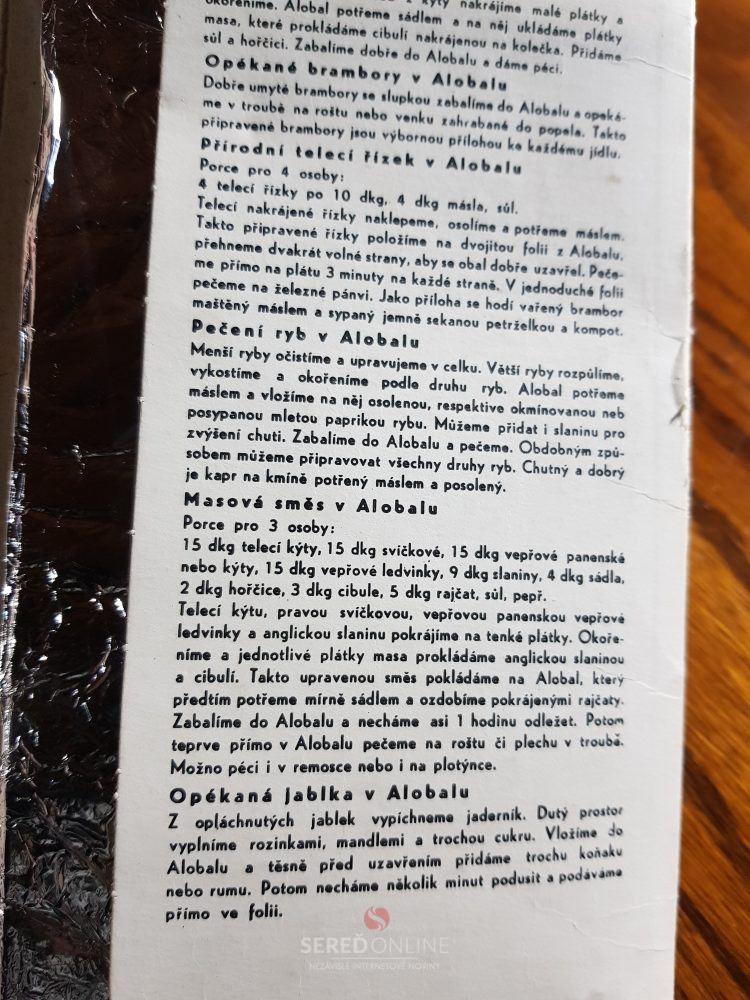 kýty nakrájíme malé plátky a
okořeníme. Alobal potřeme sádlem a na něj ukládáme plátky
masa, které prokládáme cibulí nakrájenou na kolečka. Přidáme
sůl a hořčici. Zabalíme dobře do Alobalu a dáme péci.
Opékané brambory v Alobalu
Dobře umyté brambory se slupkou zabalíme do Alobalu a opéká-
me v troubě na roštu nebo venku zahrabané do popela. Takto
připravené brambory jsou výbornou přílohou ke každému jídlu.
Přírodní telecí řízek v Alobalu
Porce pro 4 osoby:
4 telecí řízky po 10 dkg, 4 dkg másla, sůl.
Telecí nakrájené řízky naklepeme, osolíme a potřeme máslem.
Takto připravené řízky položíme na dvojitou folii z Alobalu,
přehneme dvakrát volné strany, aby se obal dobře uzavřel. Peče-
me přímo na plátu 3 minuty na každé straně. V jednoduché folii
pečeme na železné pánvi. Jako příloha se hodí vařený brambor
maštěný máslem a sypaný jemně sekanou petrželkou a kompot.
Pečení ryb v Alobalu
Menší ryby očistíme a upravujeme v celku. Větší ryby rozpůlíme,
vykostíme a okořeníme podle druhu ryb. Alobal potřeme
máslem a vložíme na něj osolenou, respektive okmínovanou neb
posypanou mletou paprikou rybu. Můžeme přidat i slaninu pro
zvýšení chuti. Zabalíme do Alobalu a pečeme. Obdobným způ-
sobem můžeme připravovat všechny druhy ryb. Chutný a dobrý
je kapr na kmíně potřený máslem a posolený.
Masová směs v Alobalu
Porce pro 3 osoby:
15 dkg telecí kýty, 15 dkg svíčkové, 15 dkg vepřové panenské
nebo kýty, 15 dkg vepřové ledvinky, 9 dkg slaniny, 4 dkg sádla,
2 dkg hořčice, 3 dkg cibule, 5 dkg rajčat, sůl, pepř.
Telecí kýtu, pravou svíčkovou, vepřovou panenskou vepřové
ledvinky a anglickou slaninu pokrájíme na tenké plátky. Okoře-
níme a jednotlivé plátky masa prokládáme anglickou slaninou
a cibulí. Takto upravenou směs pokládáme na Alobal, který
předtím potřeme mírně sádlem a ozdobíme pokrájenými rajčaty.
Zabalíme do Alobalu a necháme asi 1 hodinu odležet. Potom
teprve přímo v Alobalu pečeme na roštu či plechu v troubě.
Možno péci i v remosce nebo i na plotýnce.
Opékaná jablka v Alobalu
Z opláchnutých jablek vypíchneme jaderník. Dutý prostor
vyplníme rozinkami, mandlemi a trochou cukru. Vložíme do
Alobalu a těsně před uzavřením přidáme trochu koňaku
nebo rumu. Potom necháme několik minut podusit a podáváme
přímo ve folii.
SEREĎONLINE
NEZÁVISLÉ INTERNETOVÉ NOVINY